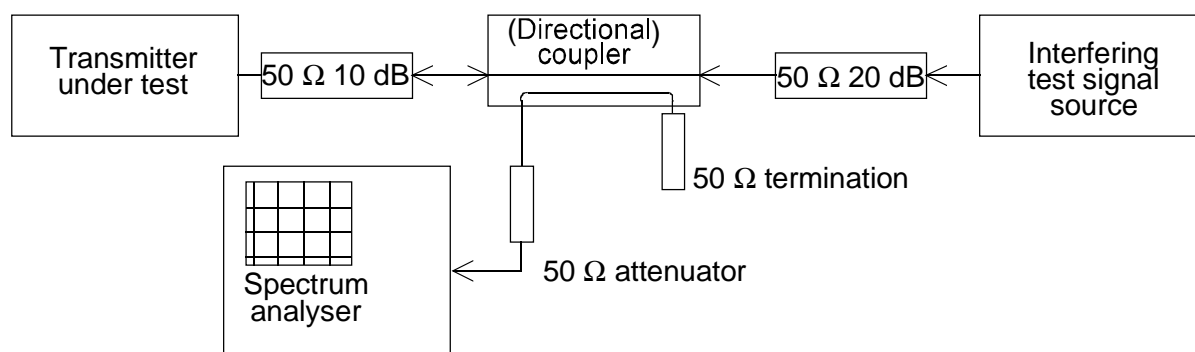 Transmitter
under test
50 Ω 10 dB
(Directional)
coupler
50 Ω 20 dB
Interfering
test signal
source
50 Ω termination
50 Ω attenuator
Spectrum
analyser